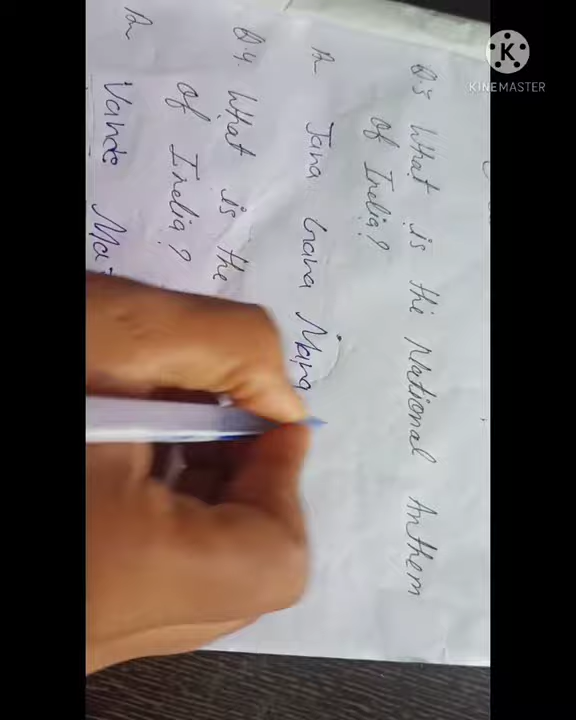 KINEMASTER
Q3 What is the National Anthem
of India?
A Jana Gana Mana
Q4. What is the
of India?
A Vande